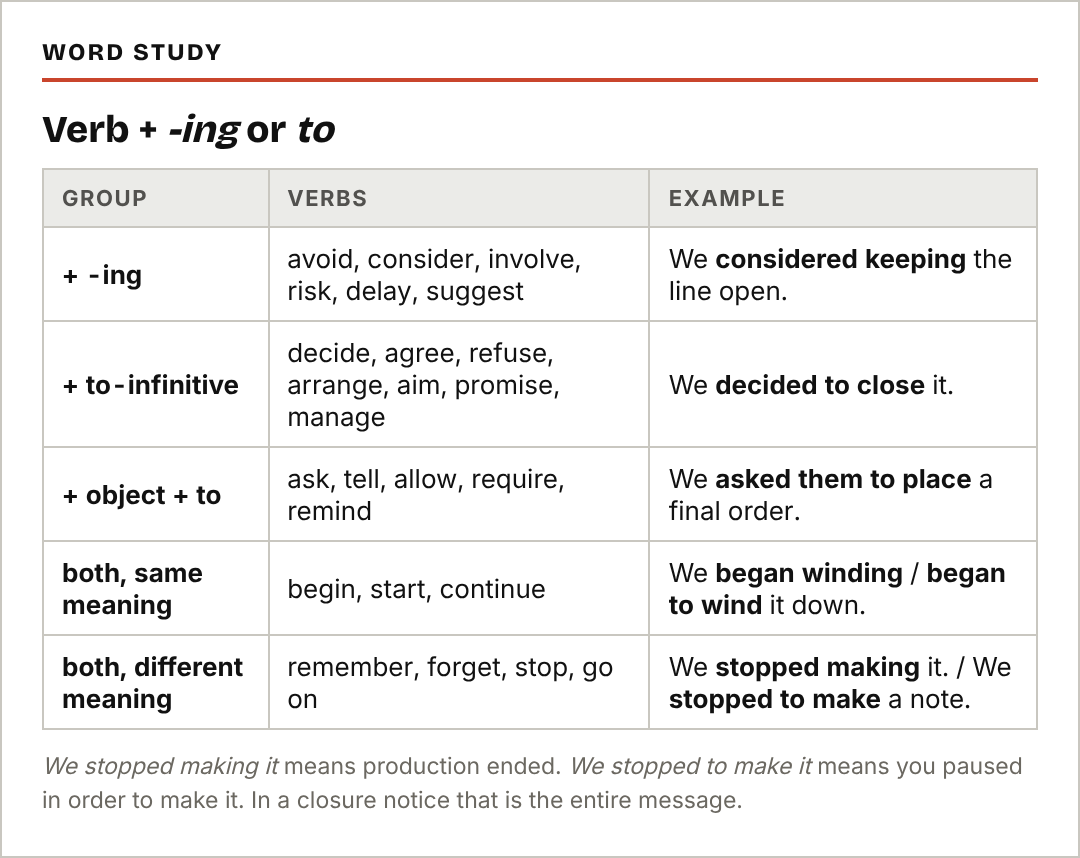 WORD STUDY
Verb + -ing or to
GROUP
VERBS
EXAMPLE
+ -ing
avoid, consider, involve,
risk, delay, suggest
We considered keeping the
line open.
+ to-infinitive
decide, agree, refuse,
arrange, aim, promise,
manage
We decided to close it.
+ object + to
ask, tell, allow, require,
remind
We asked them to place a
final order.
both, same
meaning
begin, start, continue
We began winding / began
to wind it down.
both, different
meaning
remember, forget, stop, go
on
We stopped making it. / We
stopped to make a note.
We stopped making it means production ended. We stopped to make it means you paused
in order to make it. In a closure notice that is the entire message.